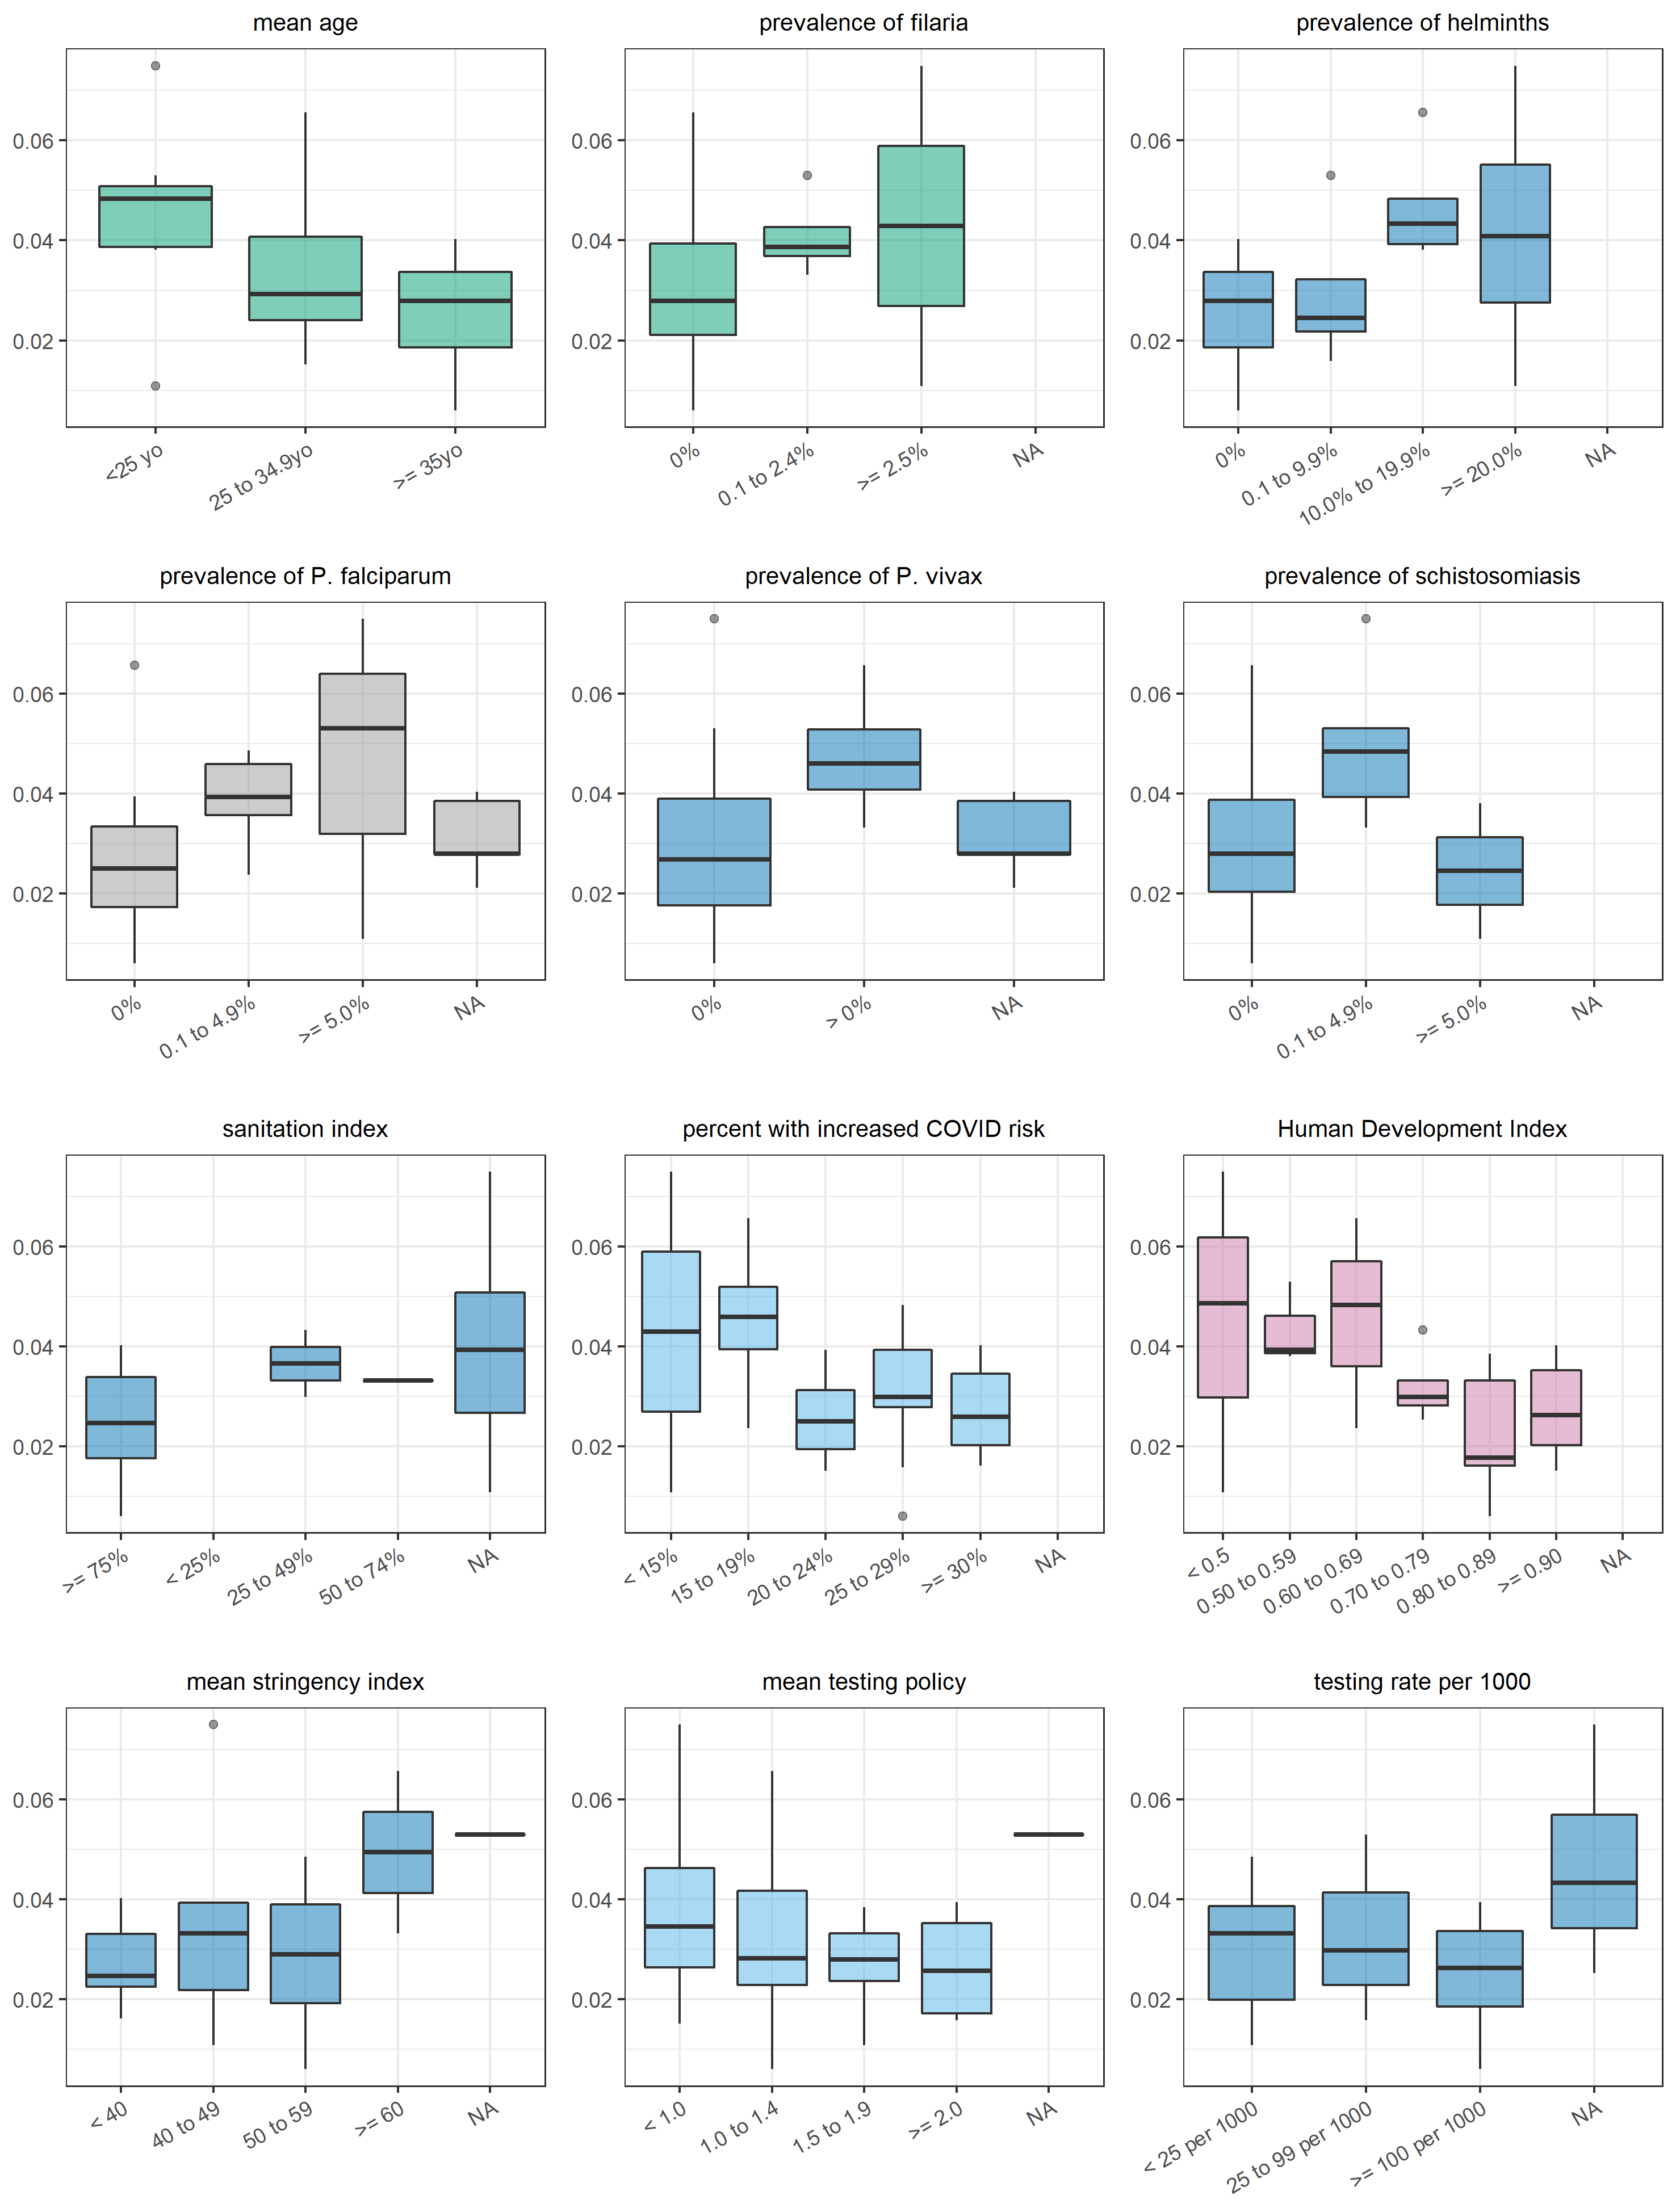 mean age
prevalence of filaria
prevalence of helminths
0.06
0.04
0.02
0.06
0.04
0.02
0.06
0.04
0.02
<25 yo
25 to 34.9yo
>= 35yo
0%
0.1 to 2.4%
>= 2.5%
NA
0%
0.1 to 9.9%
10.0% to 19.9%
>= 20.0%
NA
prevalence of P. falciparum
prevalence of P. vivax
prevalence of schistosomiasis
0.06
0.04
0.02
0.06
0.04
0.02
0.06
0.04
0.02
0%
0.1 to 4.9%
>= 5.0%
NA
0%
> 0%
NA
0%
0.1 to 4.9%
>= 5.0%
NA
sanitation index
percent with increased COVID risk
Human Development Index
0.06
0.04
0.02
0.06
0.04
0.02
0.06
0.04
0.02
>= 75%
< 25%
25 to 49%
50 to 74%
NA
< 15%
15 to 19%
20 to 24%
25 to 29%
>= 30%
NA
< 0.5
0.50 to 0.59
0.60 to 0.69
0.70 to 0.79
0.80 to 0.89
>= 0.90
NA
mean stringency index
mean testing policy
testing rate per 1000
0.06
0.04
0.02
0.06
0.04
0.02
0.06
0.04
0.02
< 40
40 to 49
50 to 59
>= 60
NA
< 1.0
1.0 to 1.4
1.5 to 1.9
>= 2.0
NA
< 25 per 1000
25 to 99 per 1000
>= 100 per 1000
NA